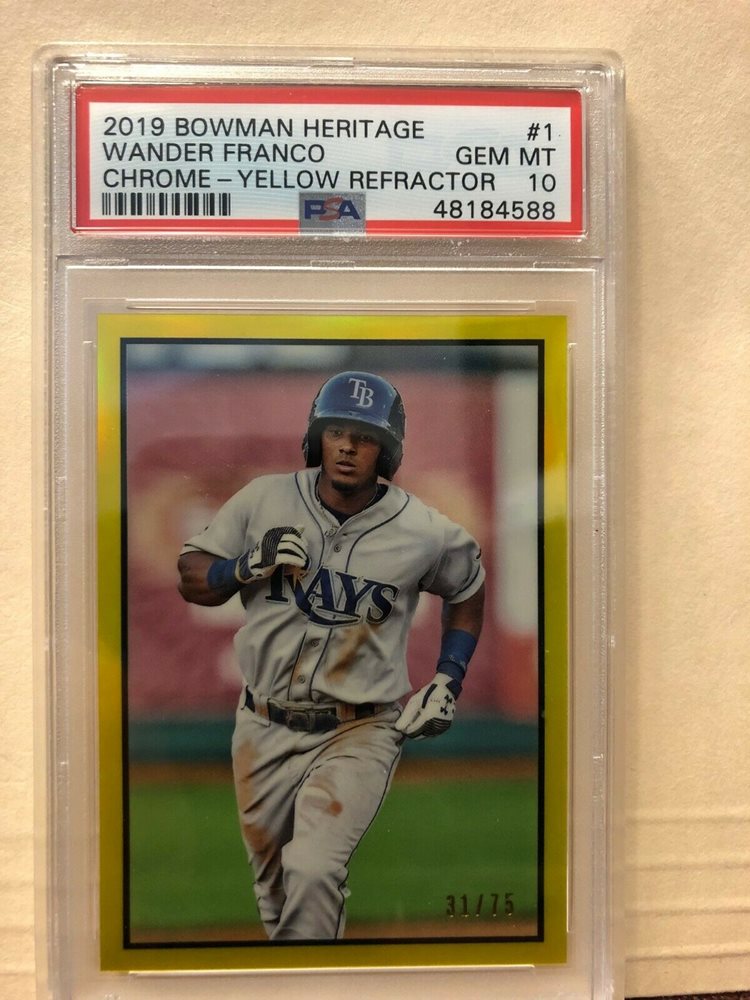 2019 BOWMAN HERITAGE #1
WANDER FRANCO GEM MT
CHROME – YELLOW REFRACTOR 10
PSA 48184588
TB
RAYS
31/75